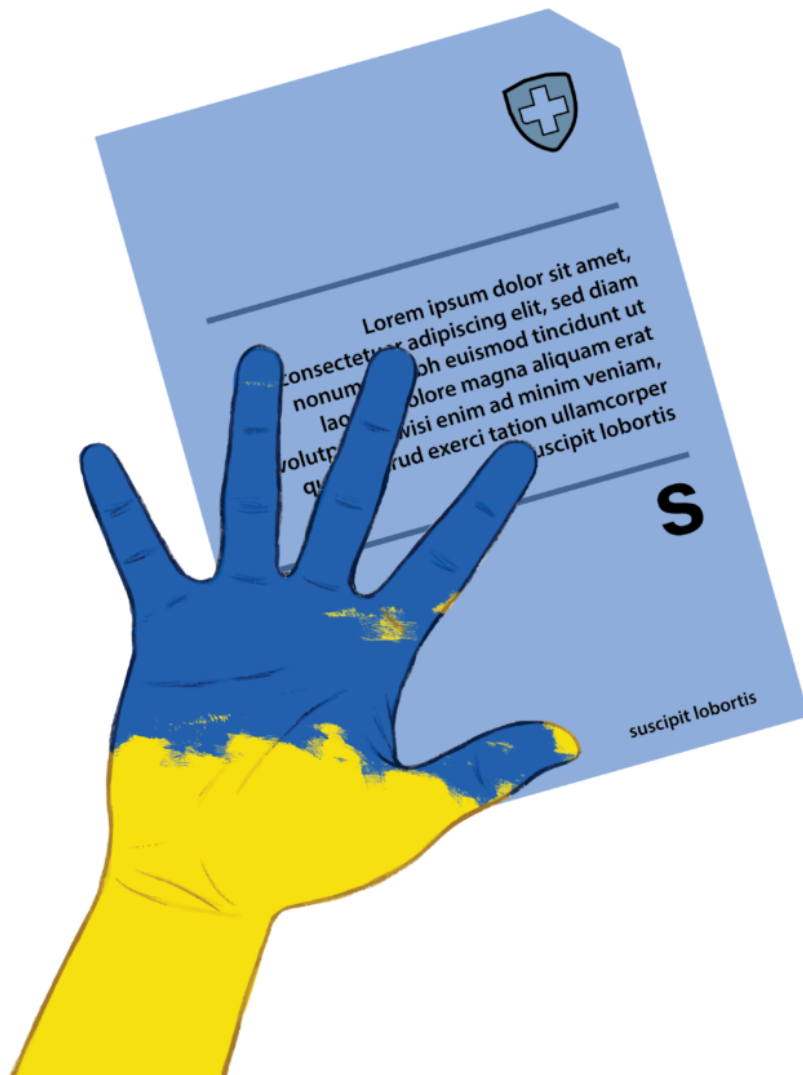 Lorem ipsum dolor sit amet,
adipiscing elit, sed diam
euismod tincidunt ut
magna aliquam erat
enim ad minim veniam,
exerci tation ullamcorper
lobortis
S
suscipit lobortis